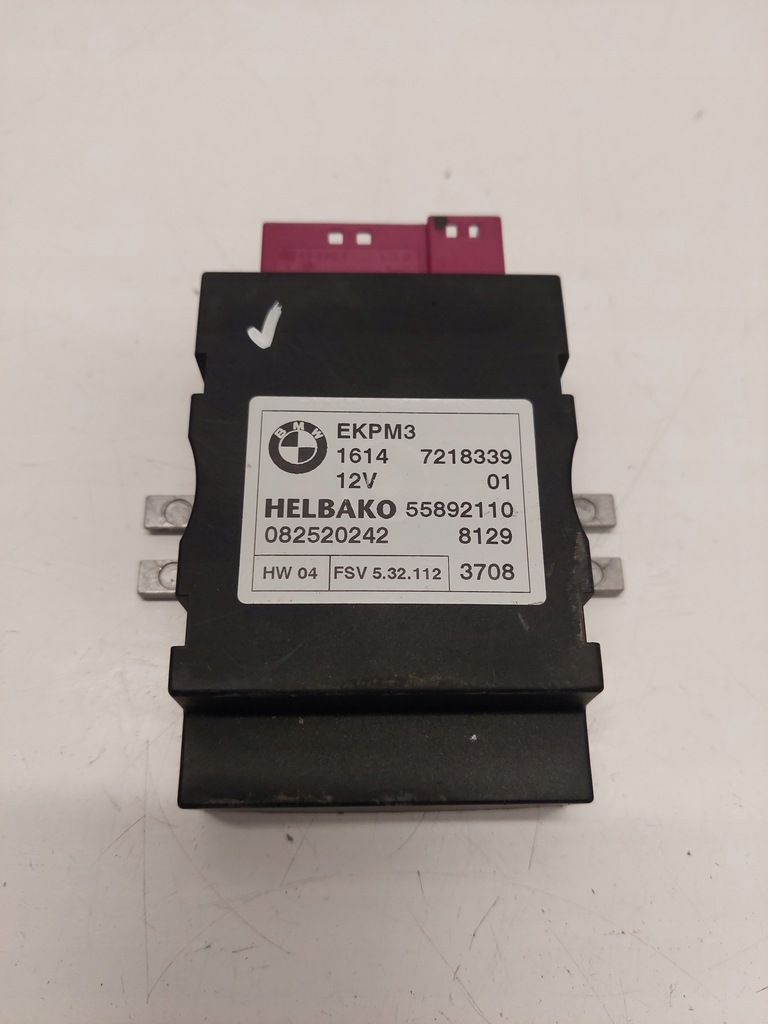 BMW
EKPM3
1614 7218339
12V 01
HELBAKO 55892110
082520242 8129
HW 04 FSV 5.32.112 3708